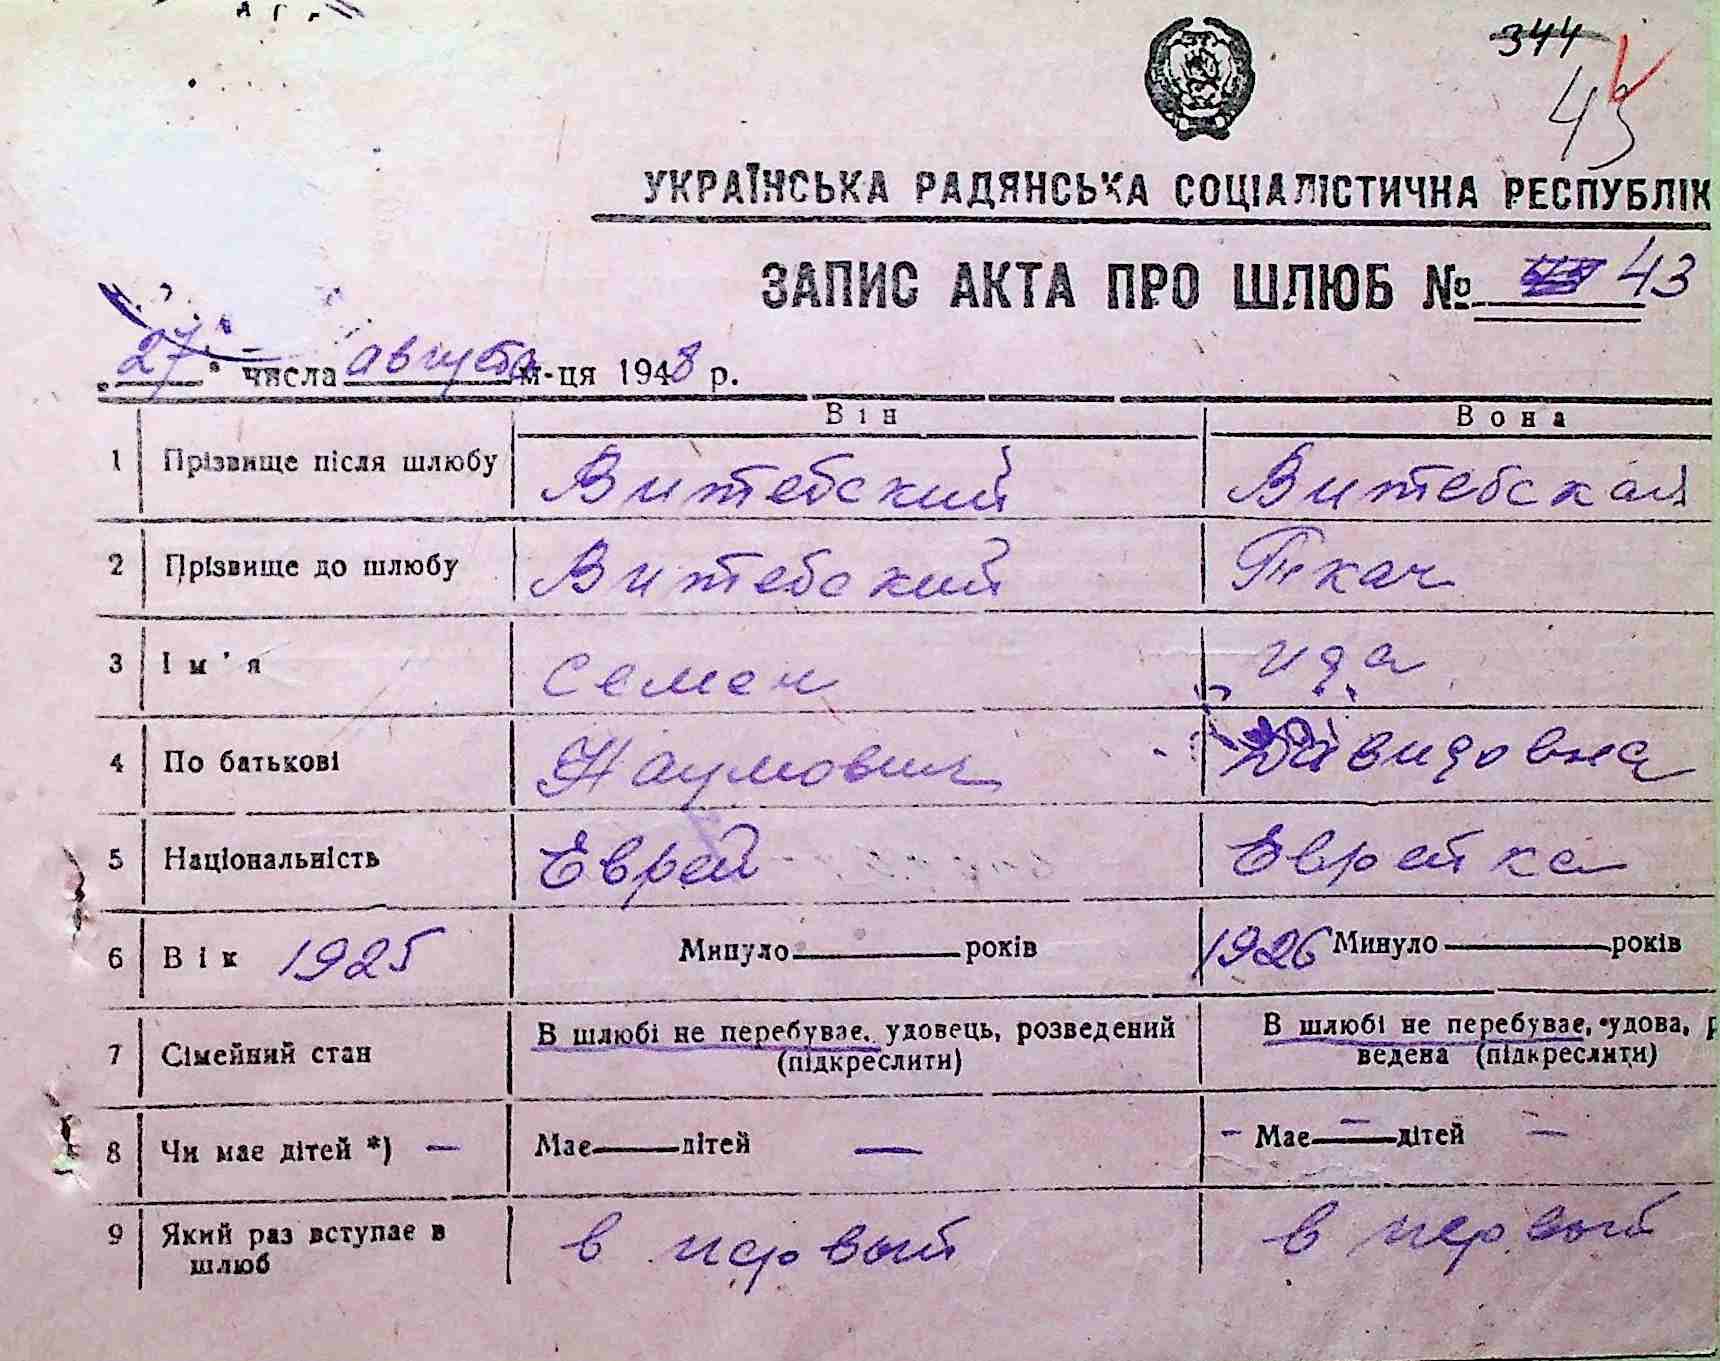 344
43
УКРАЇНСЬКА РАДЯНСЬКА СОЦІАЛІСТИЧНА РЕСПУБЛІК
ЗАПИС АКТА ПРО ШЛЮБ № 43
„27“ числа августа м-ця 1948 р.
Він Вона
1 Прізвище після шлюбу Витебский Витебская
2 Прізвище до шлюбу Витебский Ткач
3 Ім'я Семен Ида
4 По батькові Наумович Давидовна
5 Національність Еврей Еврейка
6 Вік 1925 Минуло — років 1926 Минуло — років
7 Сімейний стан В шлюбі не перебуває, удовець, розведений В шлюбі не перебуває, удова, р
(підкреслити) ведена (підкреслити)
8 Чи має дітей *) — Має — дітей — - Має — дітей —
9 Який раз вступає в в первый в первый
шлюб